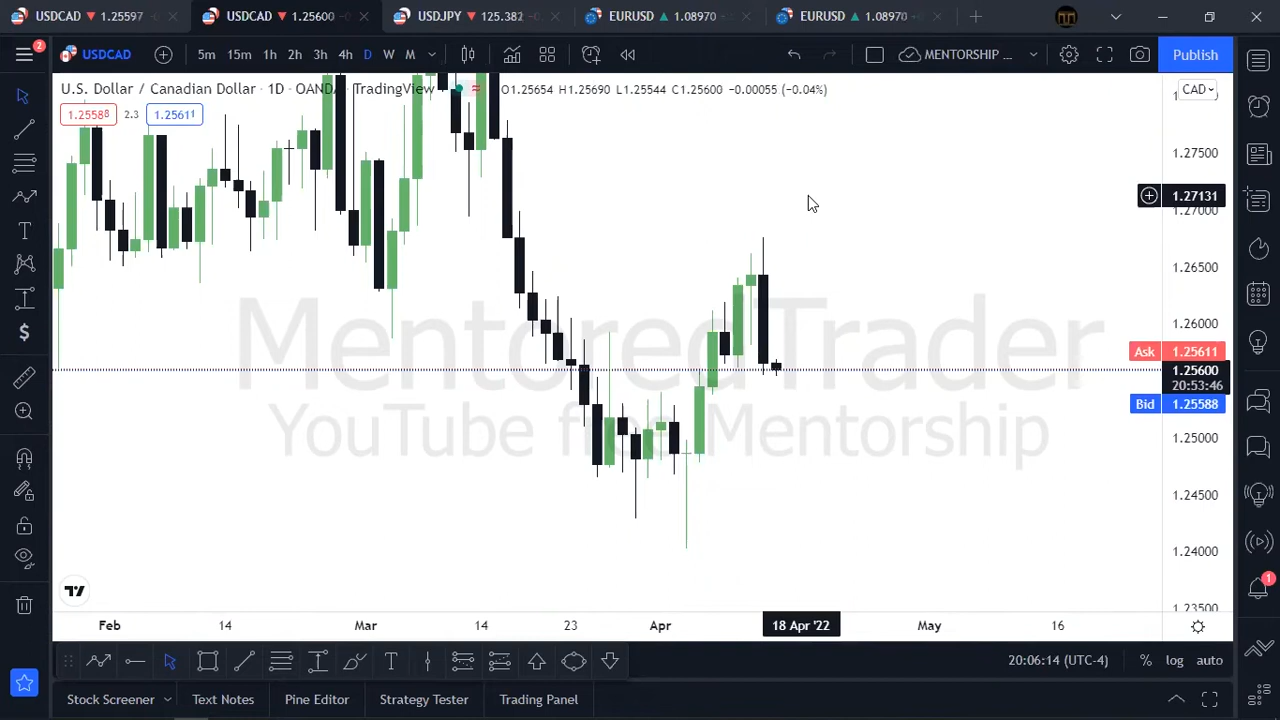 USDCAD ▼ 1.25597
USDCAD ▼ 1.25600
USDJPY ▼ 125.382
EURUSD ▲ 1.08970
EURUSD ▲ 1.08970
2
USDCAD
5m 15m 1h 2h 3h 4h D W M
MENTORSHIP ...
Publish
U.S. Dollar / Canadian Dollar · 1D · OANDA · TradingView
O1.25654 H1.25690 L1.25544 C1.25600 −0.00055 (−0.04%)
CAD
1.25588 2.3 1.25611
1.27500
1.27131
1.27000
1.26500
1.26000
Ask 1.25611
1.25600
20:53:46
Bid 1.25588
1.25000
1.24500
1.24000
1.23500
MentoredTrader
YouTube free Mentorship
Feb 14 Mar 14 23 Apr 18 Apr '22 May 16
1
20:06:14 (UTC-4) % log auto
Stock Screener Text Notes Pine Editor Strategy Tester Trading Panel